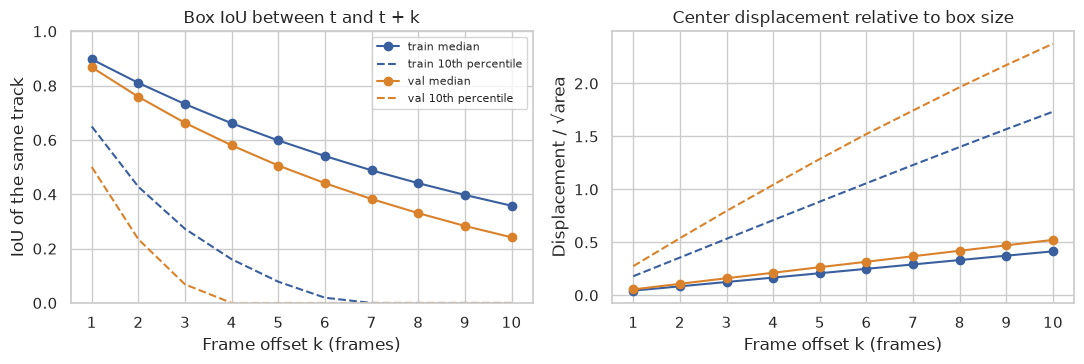 Box IoU between t and t + k
IoU of the same track
1.0
0.8
0.6
0.4
0.2
0.0
train median
train 10th percentile
val median
val 10th percentile
1 2 3 4 5 6 7 8 9 10
Frame offset k (frames)
Center displacement relative to box size
Displacement / √area
2.0
1.5
1.0
0.5
0.0
1 2 3 4 5 6 7 8 9 10
Frame offset k (frames)